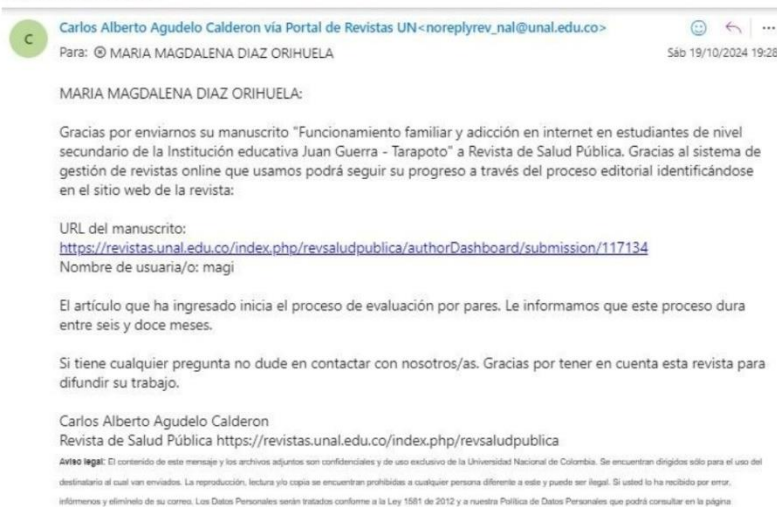 C
Carlos Alberto Agudelo Calderon vía Portal de Revistas UN<noreplyrev_nal@unal.edu.co>
Para: MARIA MAGDALENA DIAZ ORIHUELA
Sáb 19/10/2024 19:28
MARIA MAGDALENA DIAZ ORIHUELA:
Gracias por enviarnos su manuscrito "Funcionamiento familiar y adicción en internet en estudiantes de nivel
secundario de la Institución educativa Juan Guerra - Tarapoto" a Revista de Salud Pública. Gracias al sistema de
gestión de revistas online que usamos podrá seguir su progreso a través del proceso editorial identificándose
en el sitio web de la revista:
URL del manuscrito:
https://revistas.unal.edu.co/index.php/revsaludpublica/authorDashboard/submission/117134
Nombre de usuaria/o: magi
El artículo que ha ingresado inicia el proceso de evaluación por pares. Le informamos que este proceso dura
entre seis y doce meses.
Si tiene cualquier pregunta no dude en contactar con nosotros/as. Gracias por tener en cuenta esta revista para
difundir su trabajo.
Carlos Alberto Agudelo Calderon
Revista de Salud Pública https://revistas.unal.edu.co/index.php/revsaludpublica
Aviso legal: El contenido de este mensaje y los archivos adjuntos son confidenciales y de uso exclusivo de la Universidad Nacional de Colombia. Se encuentran dirigidos sólo para el uso del
destinatario al cual van enviados. La reproducción, lectura y/o copia se encuentran prohibidas a cualquier persona diferente a este y puede ser ilegal. Si usted lo ha recibido por error,
infórmenos y elimínelo de su correo. Los Datos Personales serán tratados conforme a la Ley 1581 de 2012 y a nuestra Política de Datos Personales que podrá consultar en la página